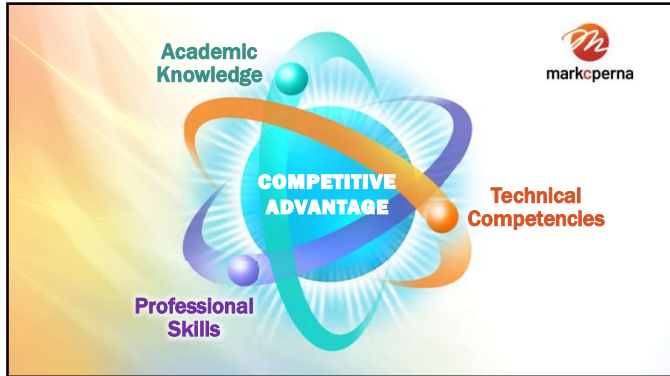 Academic
Knowledge
markcperna
COMPETITIVE
ADVANTAGE
Technical
Competencies
Professional
Skills